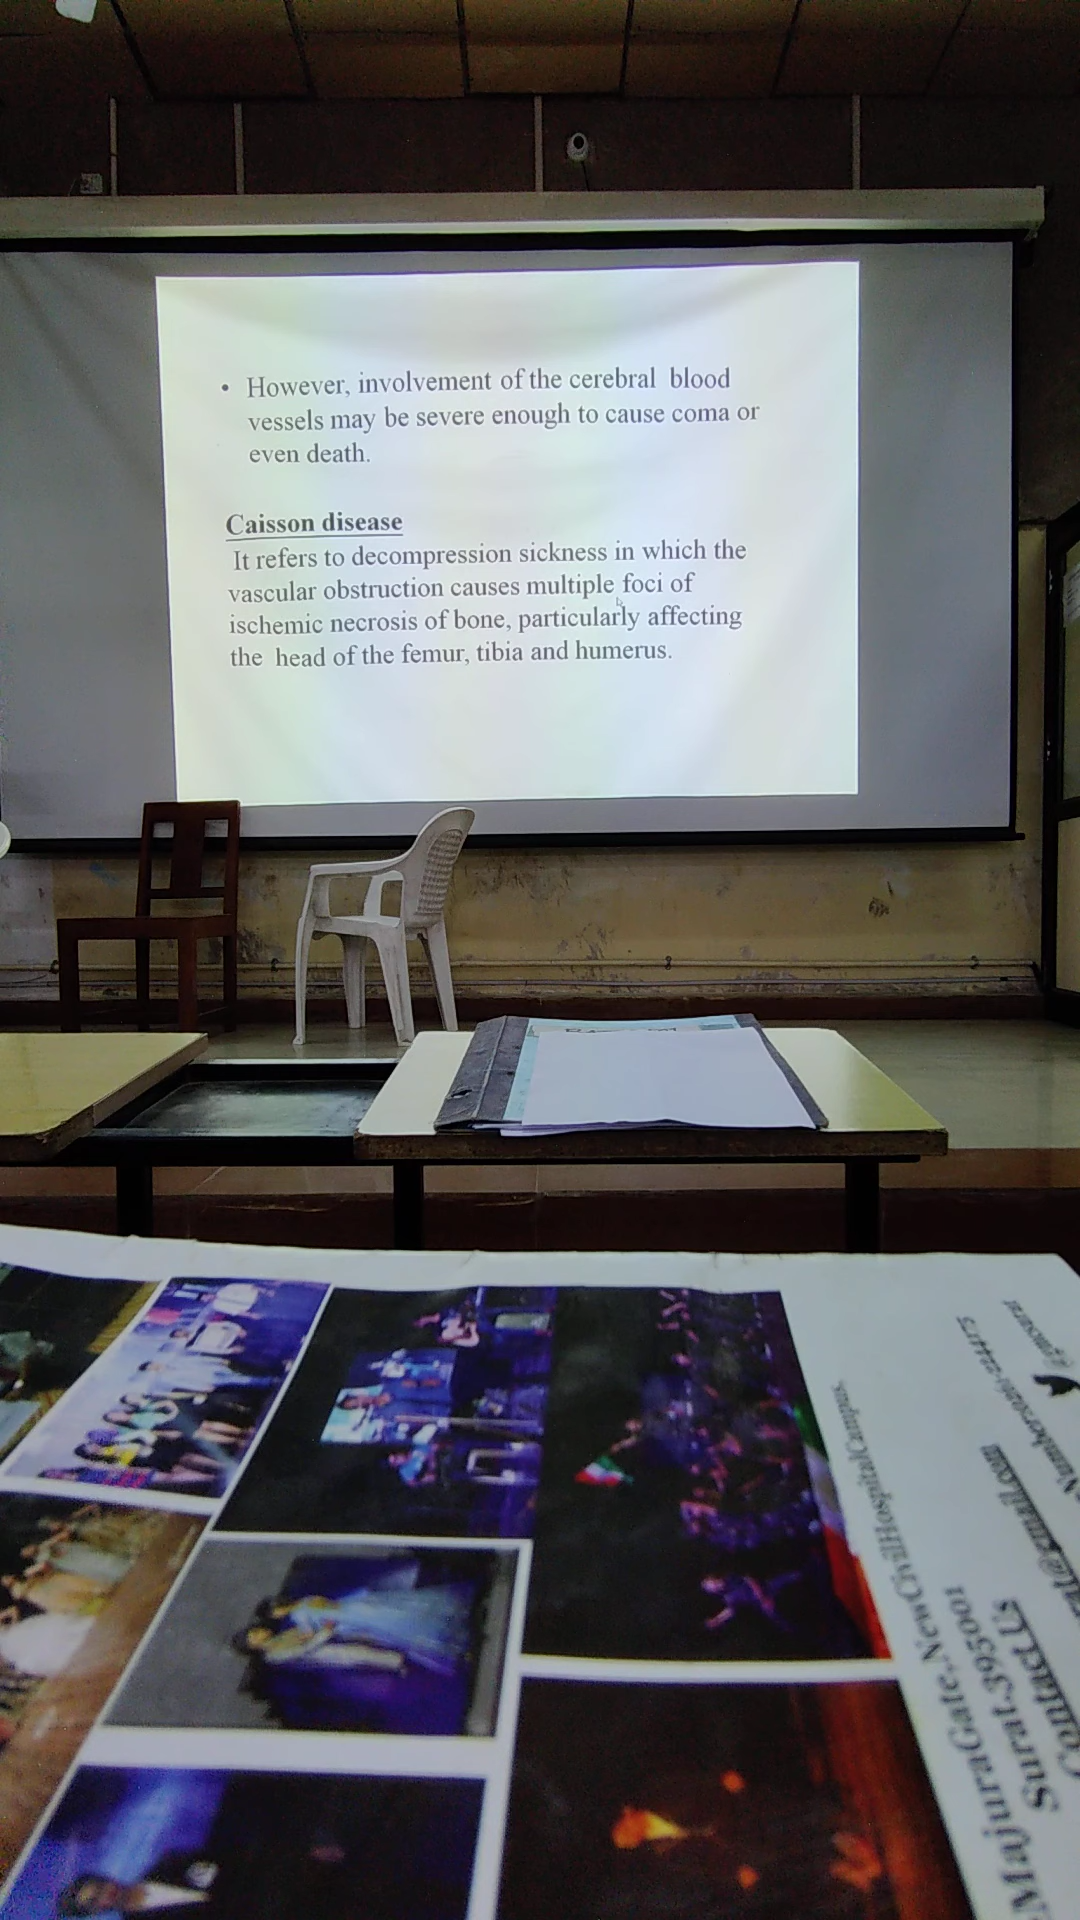 • However, involvement of the cerebral blood
vessels may be severe enough to cause coma or
even death.
Caisson disease
It refers to decompression sickness in which the
vascular obstruction causes multiple foci of
ischemic necrosis of bone, particularly affecting
the head of the femur, tibia and humerus.
MajuraGate,NewCivilHospitalCampus,
Surat.395001
Contact Us